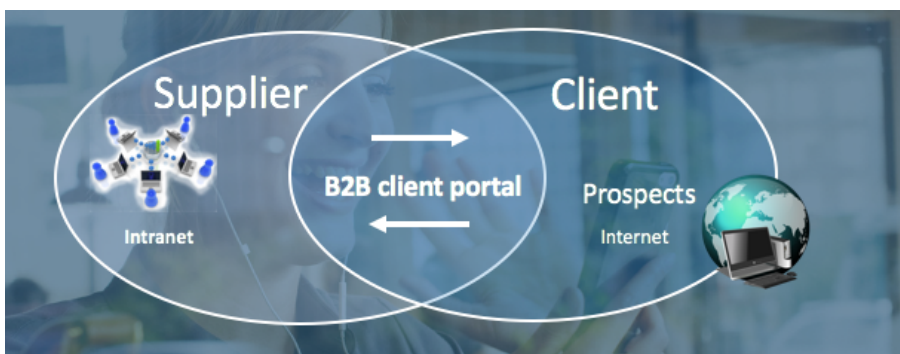 Supplier
Client
B2B client portal
Prospects
Intranet
Internet